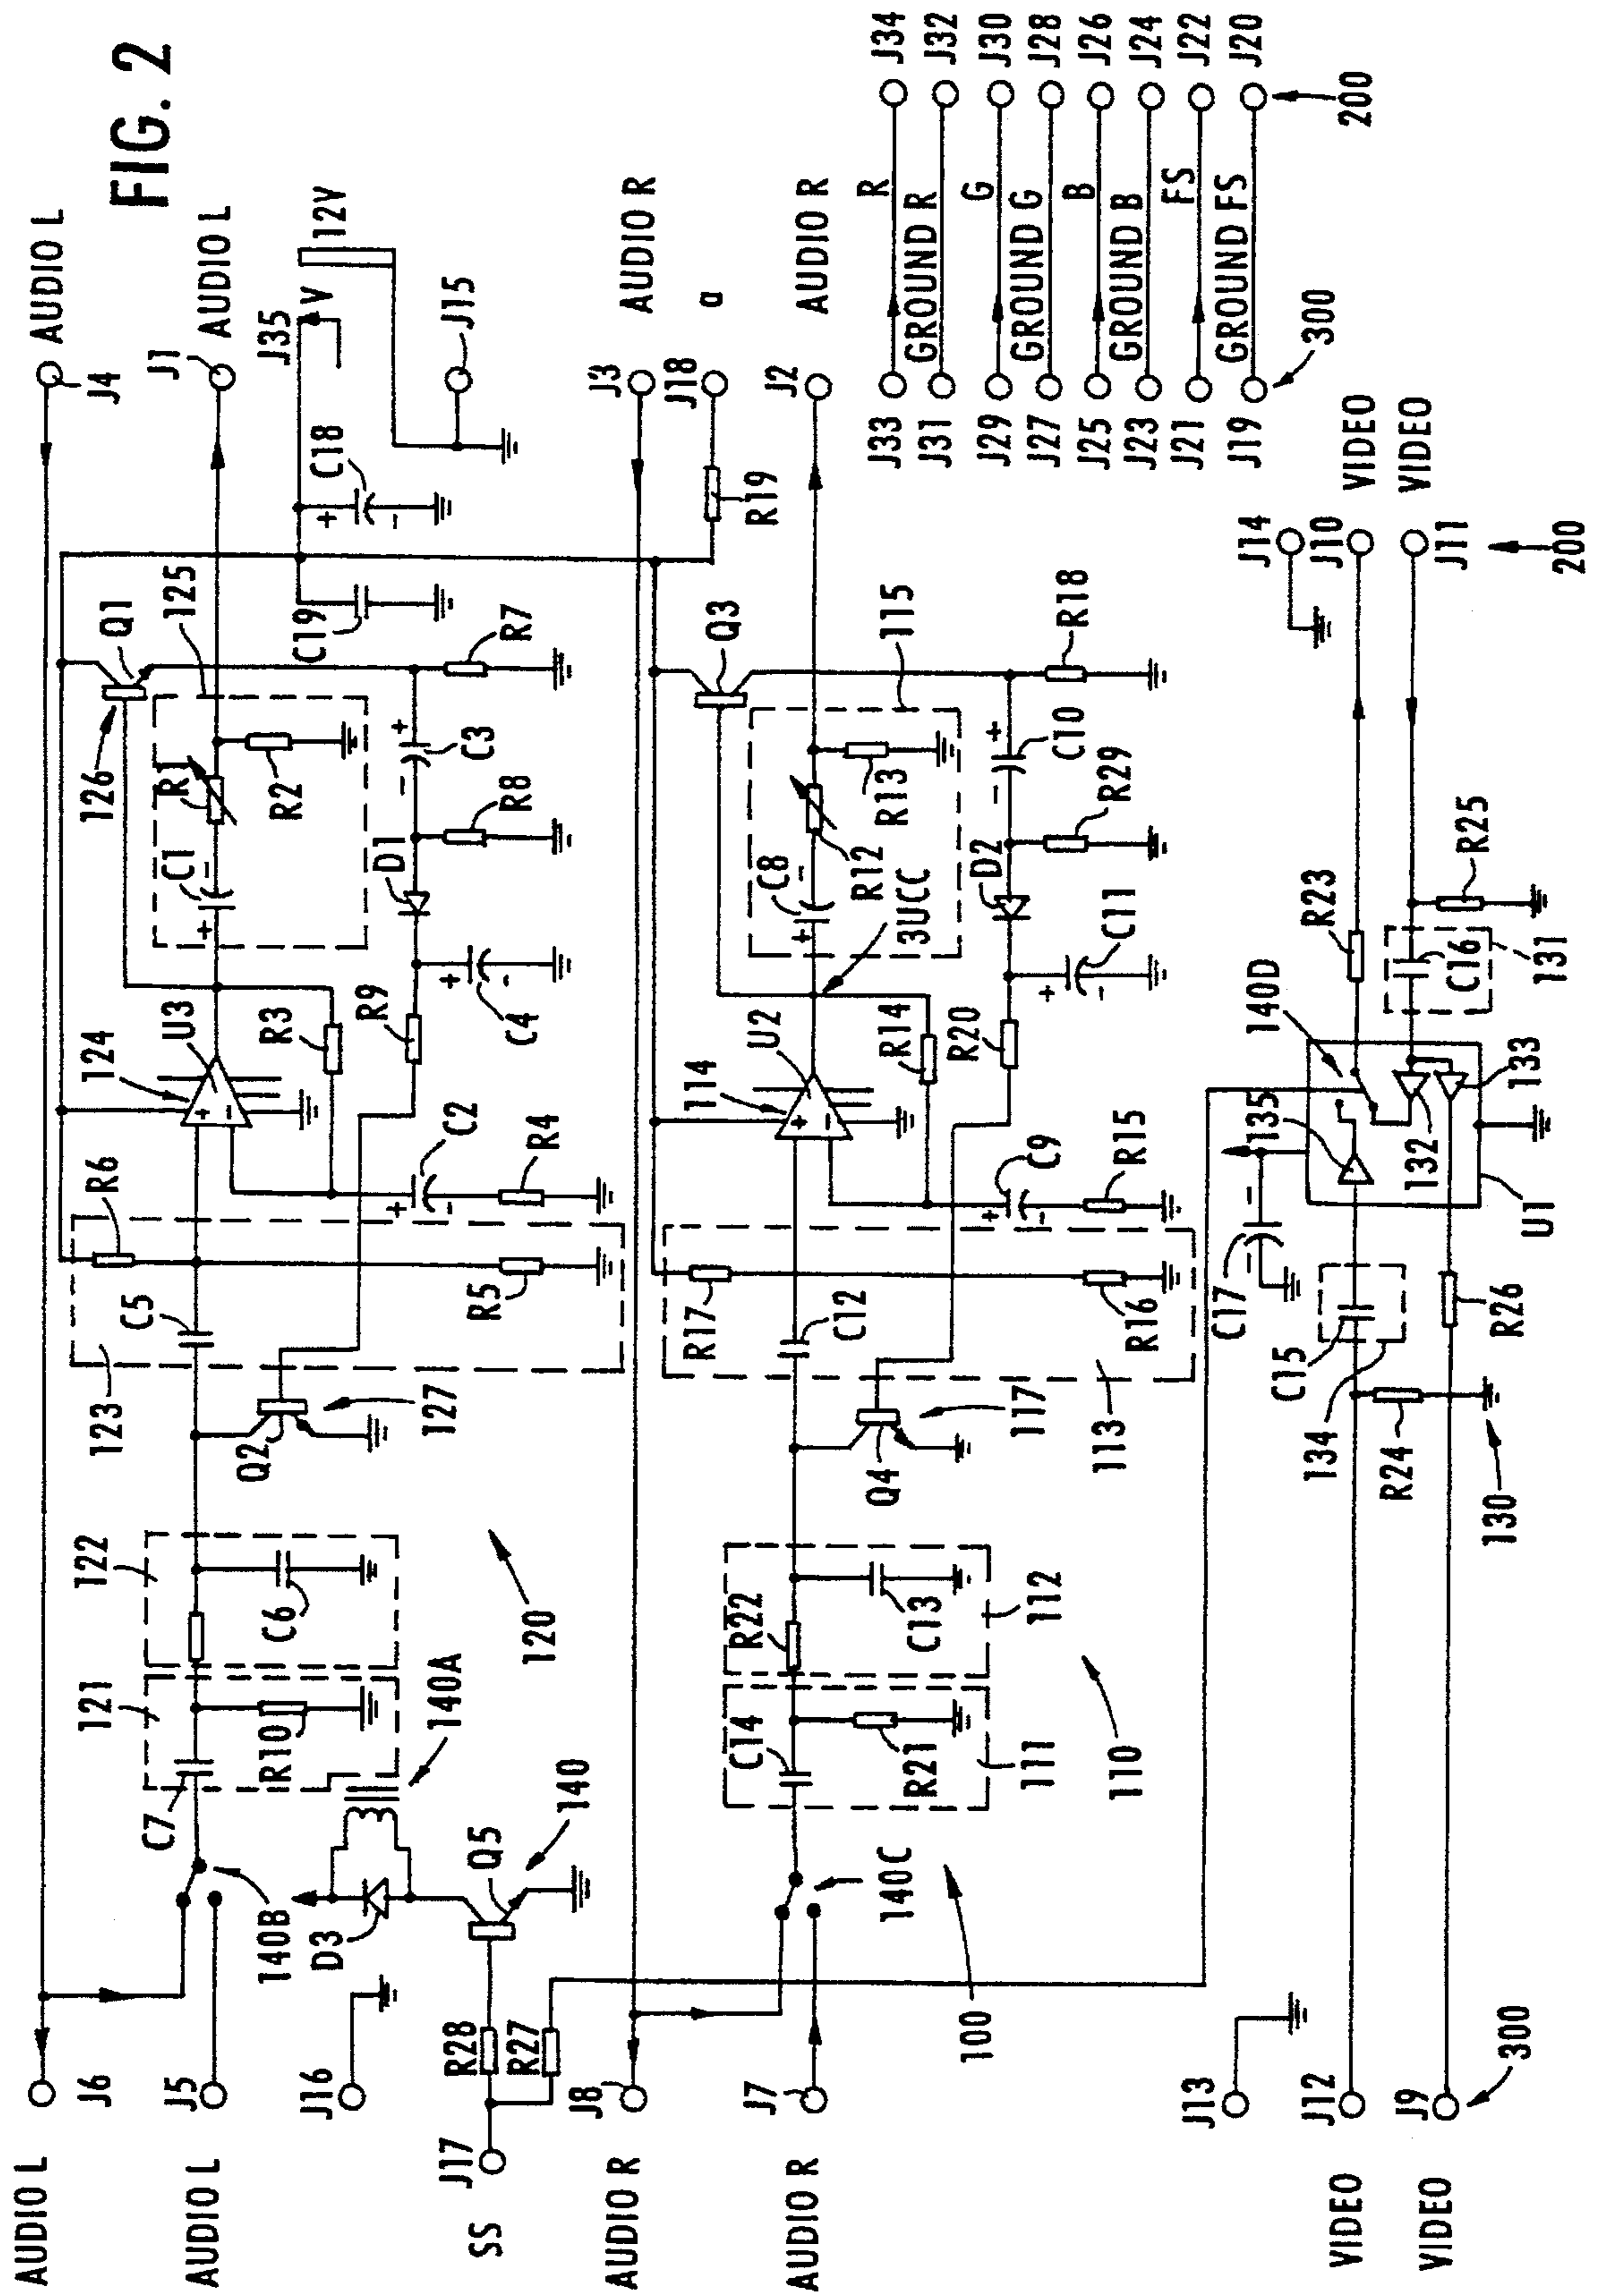 FIG. 2
AUDIO L
J6
J4
AUDIO L
AUDIO L
J5
140B
C7
121
R10
122
C6
123
C5
R6
R5
Q2
127
124
U3
R3
C2
R4
R9
C4
D1
R8
C3
R7
126
Q1
125
C1
R1
R2
J1
AUDIO L
C19
C18
J35
V
12V
J15
J16
D3
140A
120
SS
J17
R28
R27
Q5
140
AUDIO R
J8
J3
AUDIO R
J18
a
R19
AUDIO R
J7
140C
100
C14
R21
111
R22
C13
112
110
Q4
117
R17
C12
R16
113
114
U2
R14
C9
R15
R20
C11
D2
R29
C10
R18
Q3
115
C8
R12
R13
3UCC
J2
AUDIO R
J33
R
J34
J31
GROUND R
J32
J29
G
J30
J27
GROUND G
J28
J25
B
J26
J23
GROUND B
J24
J21
FS
J22
J19
GROUND FS
J20
300
200
J13
J14
VIDEO
J12
C15
134
R24
130
C17
135
140D
R23
J10
VIDEO
VIDEO
J9
300
R26
U1
132
133
C16
131
R25
J11
VIDEO
200